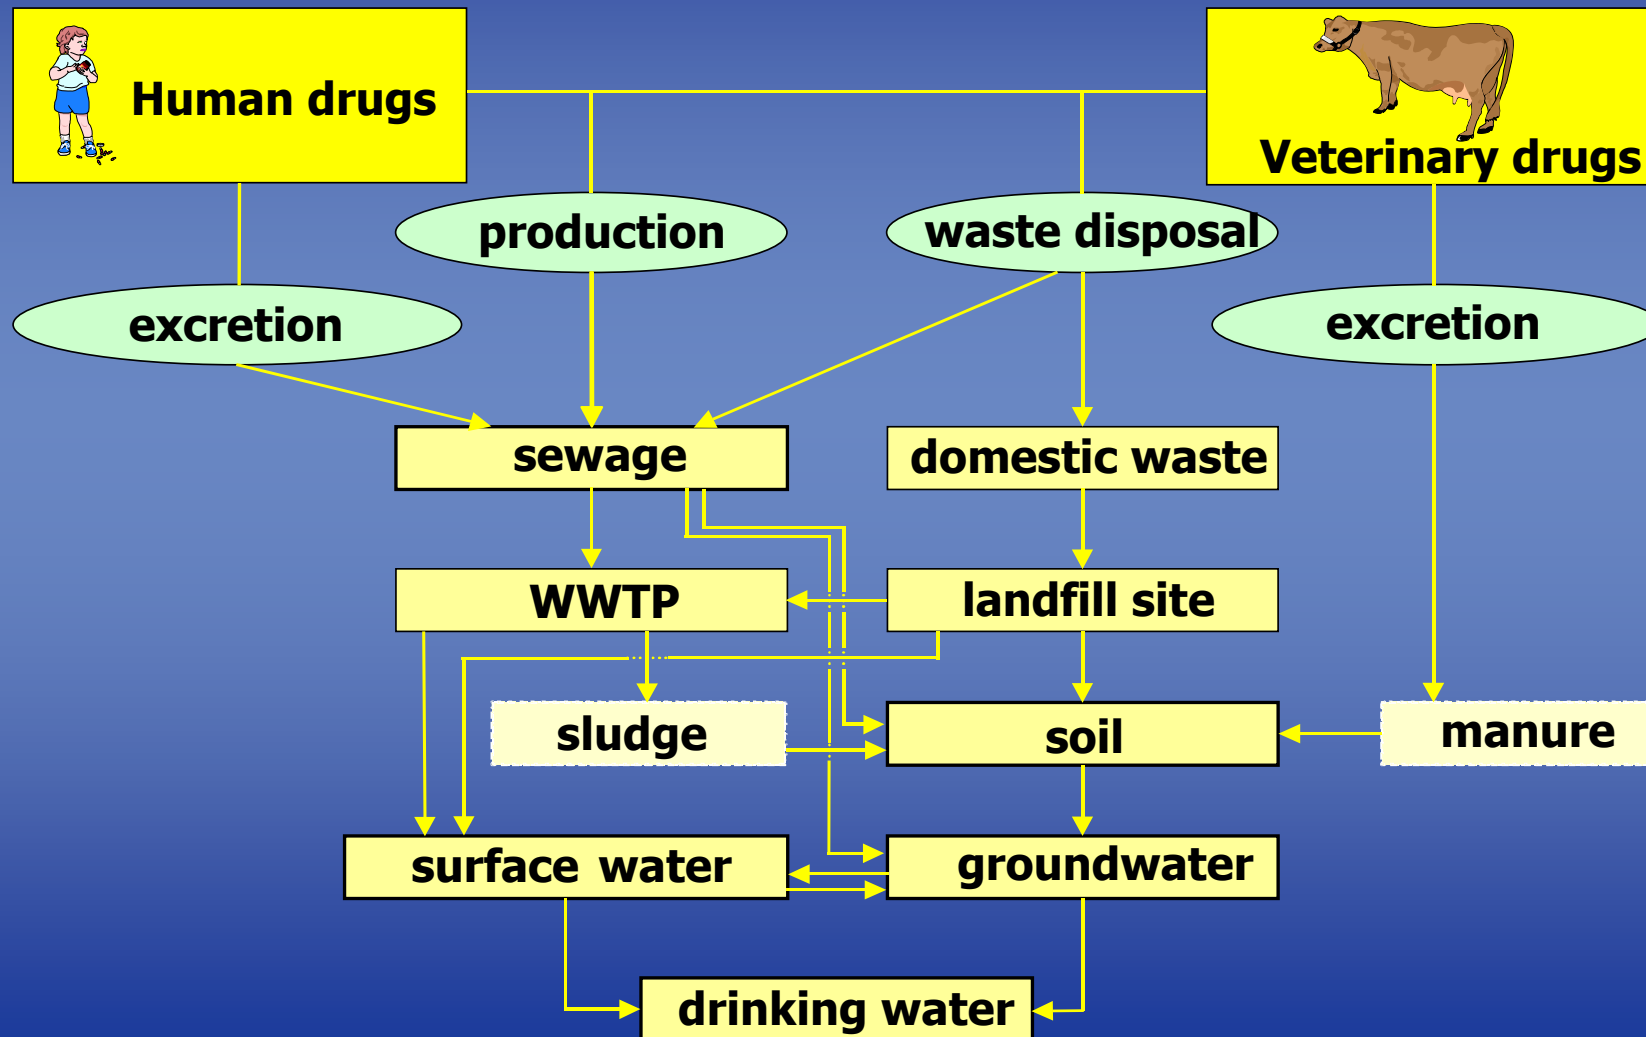 Human drugs
Veterinary drugs
production
waste disposal
excretion
excretion
sewage
domestic waste
WWTP
landfill site
sludge
soil
manure
surface water
groundwater
drinking water